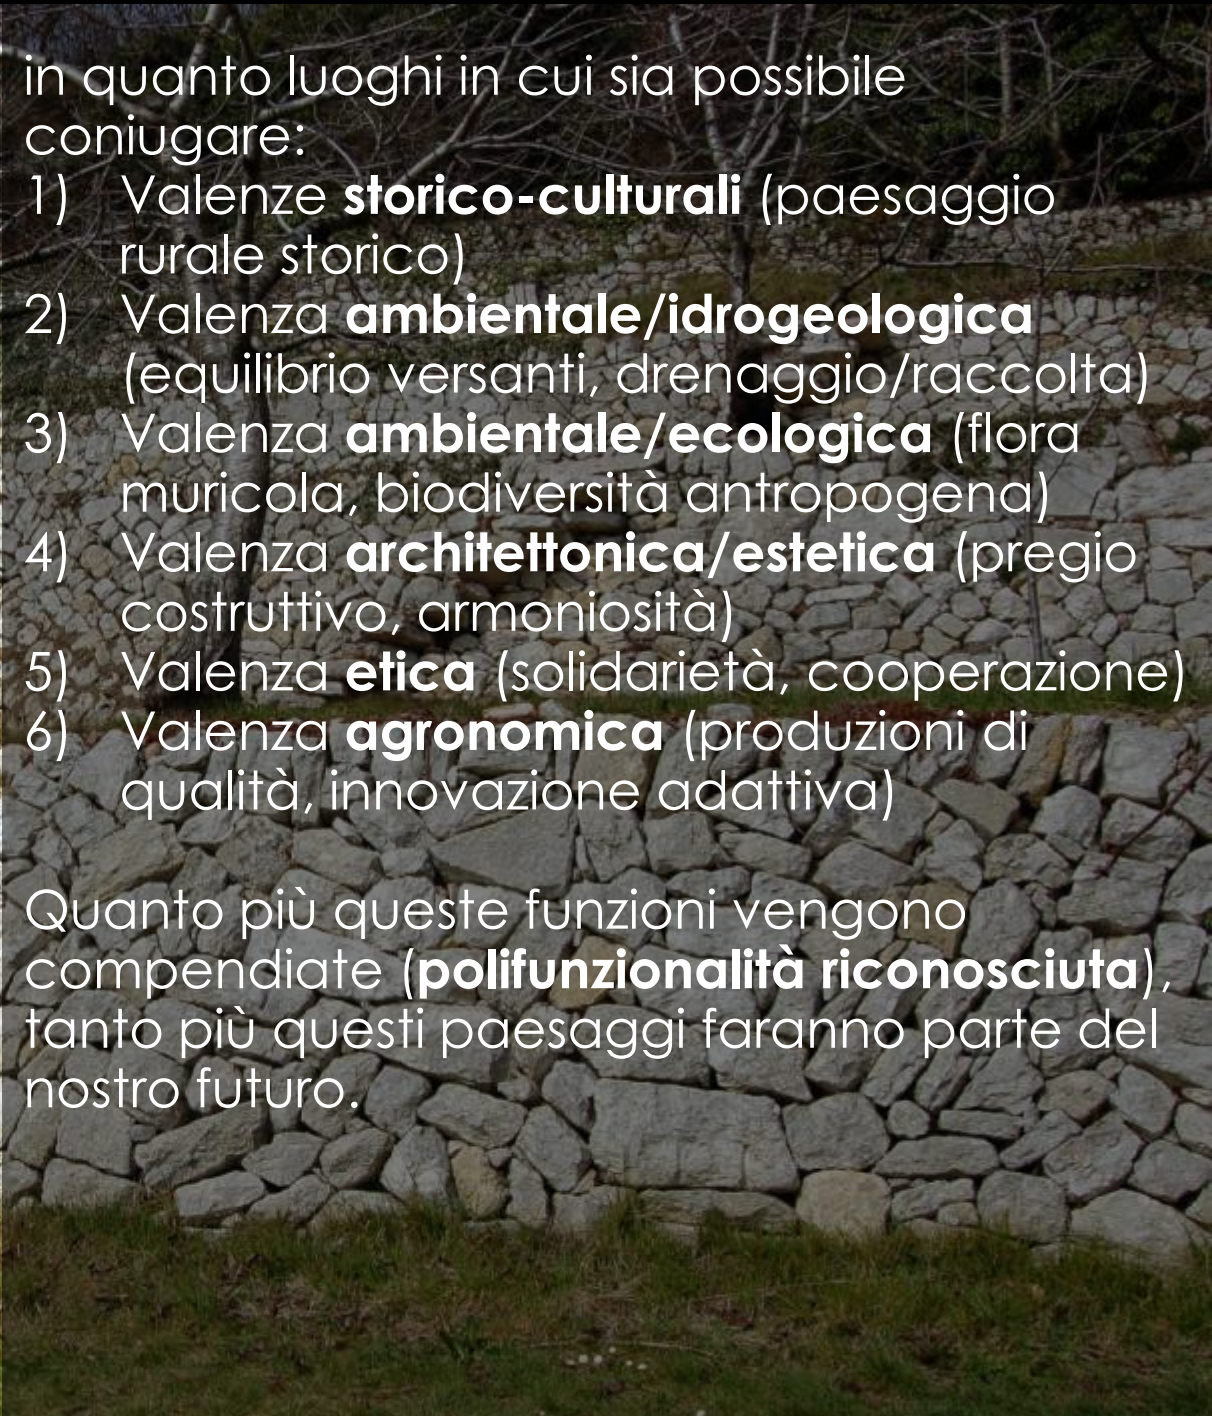 in quanto luoghi in cui sia possibile
coniugare:
1) Valenze storico-culturali (paesaggio
rurale storico)
2) Valenza ambientale/idrogeologica
(equilibrio versanti, drenaggio/raccolta)
3) Valenza ambientale/ecologica (flora
muricola, biodiversità antropogena)
4) Valenza architettonica/estetica (pregio
costruttivo, armoniosità)
5) Valenza etica (solidarietà, cooperazione)
6) Valenza agronomica (produzioni di
qualità, innovazione adattiva)
Quanto più queste funzioni vengono
compendiate (polifunzionalità riconosciuta),
tanto più questi paesaggi faranno parte del
nostro futuro.